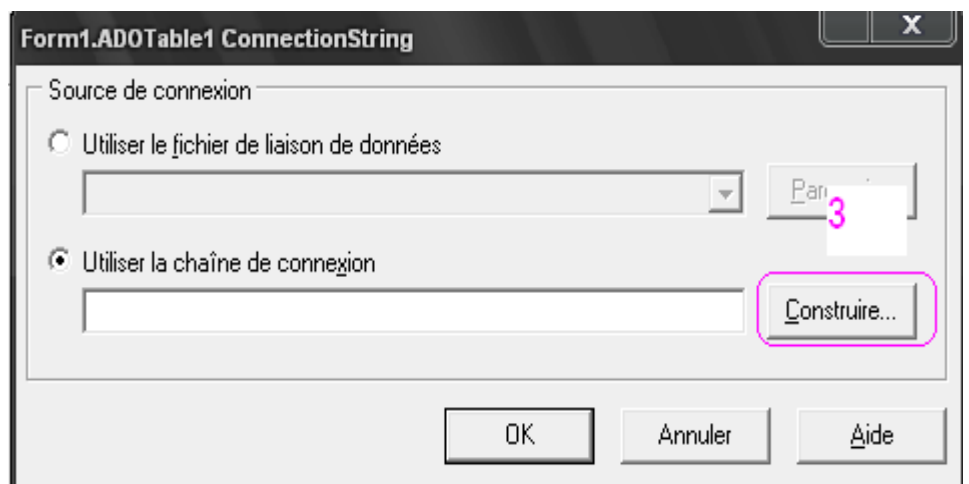 Form1.ADOTable1 ConnectionString
X
Source de connexion
Utiliser le fichier de liaison de données
3
Utiliser la chaîne de connexion
Construire...
OK Annuler Aide